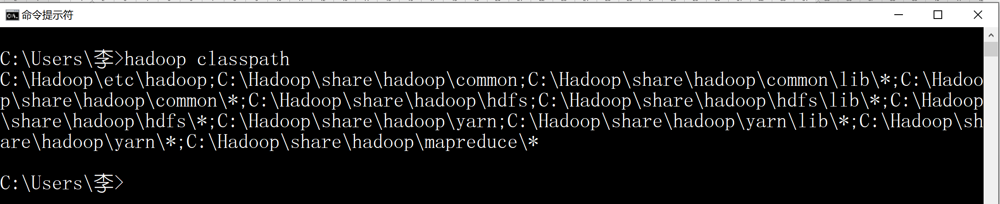 命令提示符
C:\Users\李>hadoop classpath
C:\Hadoop\etc\hadoop;C:\Hadoop\share\hadoop\common;C:\Hadoop\share\hadoop\common\lib\*;C:\Hadoo
p\share\hadoop\common\*;C:\Hadoop\share\hadoop\hdfs;C:\Hadoop\share\hadoop\hdfs\lib\*;C:\Hadoop
\share\hadoop\hdfs\*;C:\Hadoop\share\hadoop\yarn;C:\Hadoop\share\hadoop\yarn\lib\*;C:\Hadoop\sh
are\hadoop\yarn\*;C:\Hadoop\share\hadoop\mapreduce\*
C:\Users\李>